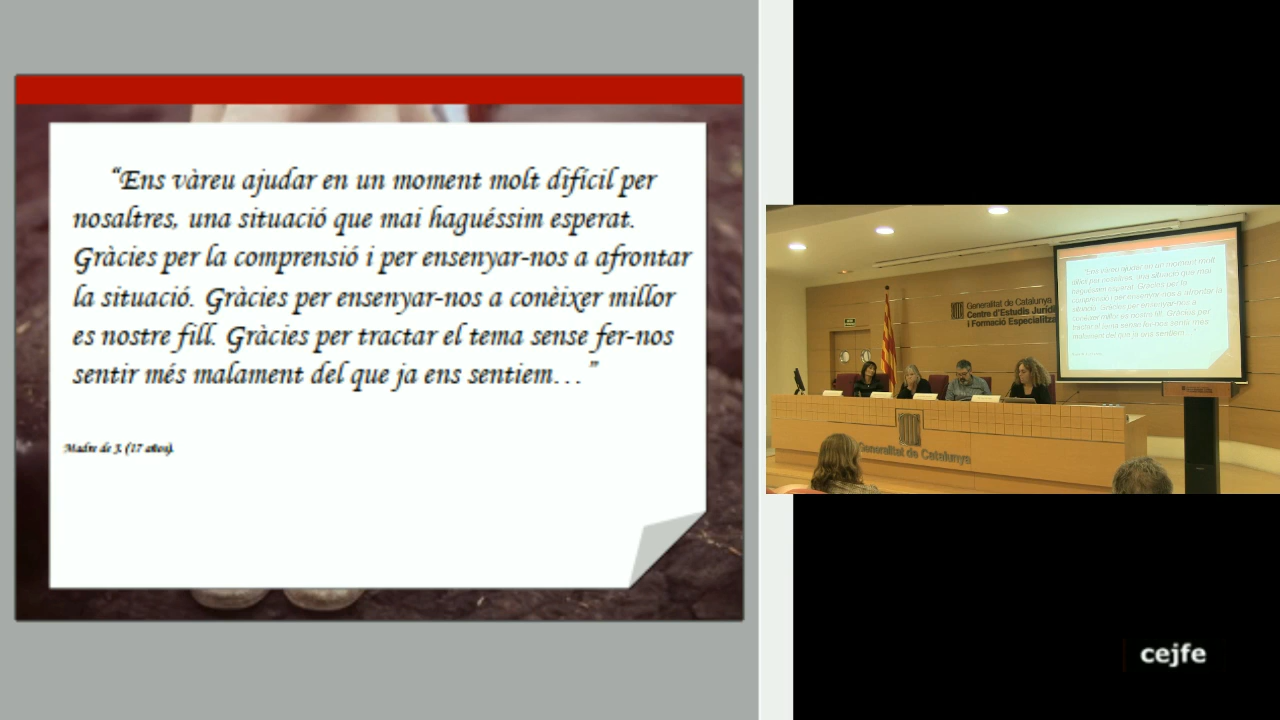 “Ens vàreu ajudar en un moment molt difícil per
nosaltres, una situació que mai haguéssim esperat.
Gràcies per la comprensió i per ensenyar-nos a afrontar
la situació. Gràcies per ensenyar-nos a conèixer millor
es nostre fill. Gràcies per tractar el tema sense fer-nos
sentir més malament del que ja ens sentiem…”
Madre de J. (17 años).
Generalitat de Catalunya
Centre d'Estudis Jurídi
i Formació Especialitza
Generalitat de Catalunya
cejfe